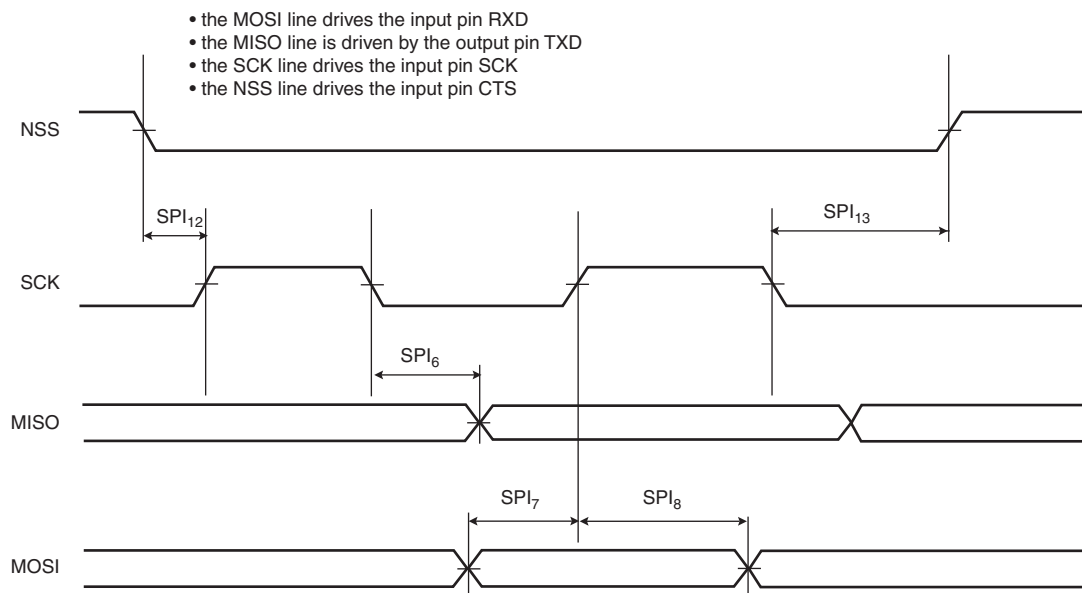 • the MOSI line drives the input pin RXD
• the MISO line is driven by the output pin TXD
• the SCK line drives the input pin SCK
• the NSS line drives the input pin CTS
NSS
SPI12
SPI13
SCK
SPI6
MISO
SPI7
SPI8
MOSI